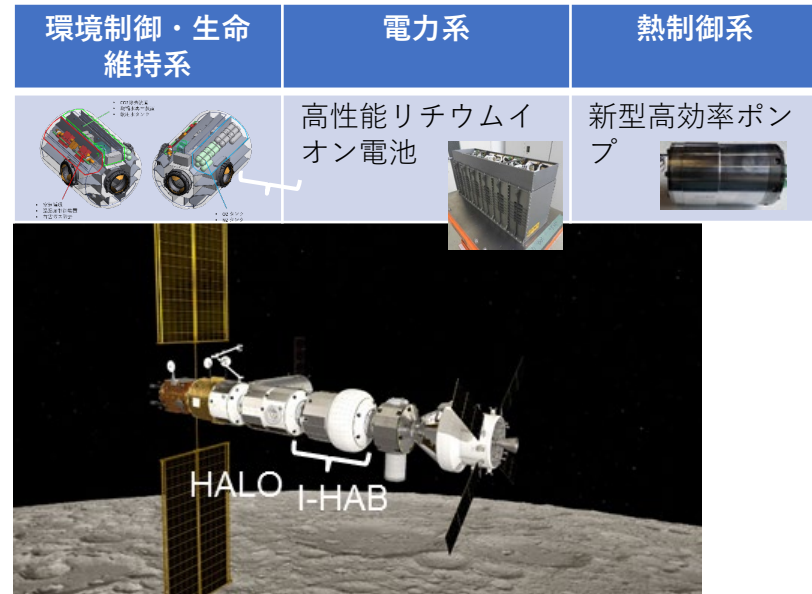 環境制御・生命
維持系
電力系
熱制御系
高性能リチウムイ
オン電池
新型高効率ポン
プ
HALO
I-HAB